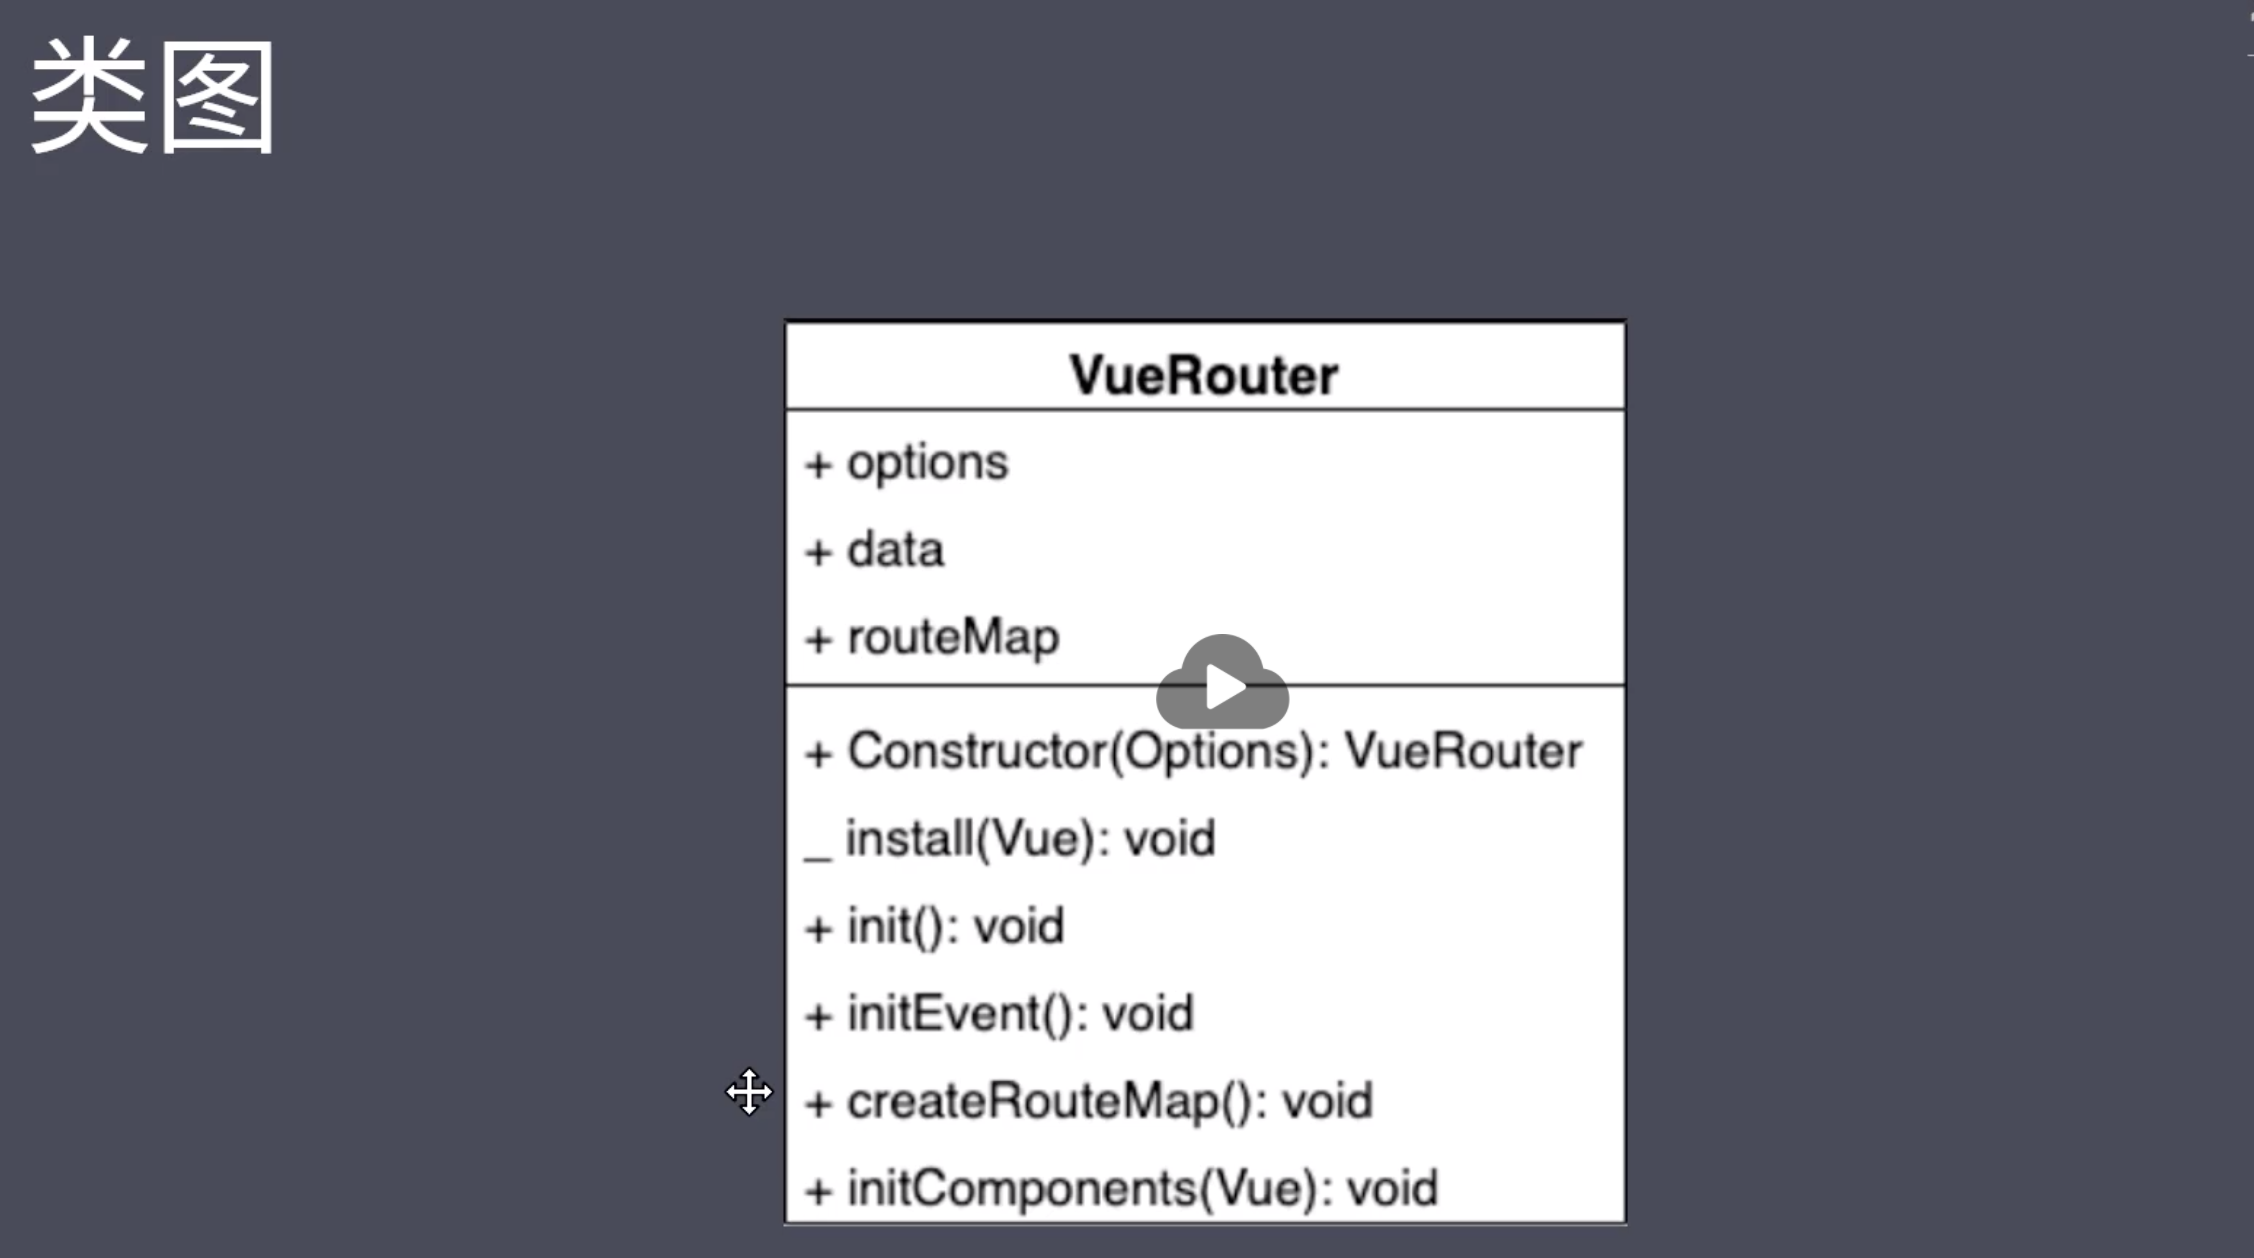 类图
VueRouter
+ options
+ data
+ routeMap
+ Constructor(Options): VueRouter
_ install(Vue): void
+ init(): void
+ initEvent(): void
+ createRouteMap(): void
+ initComponents(Vue): void